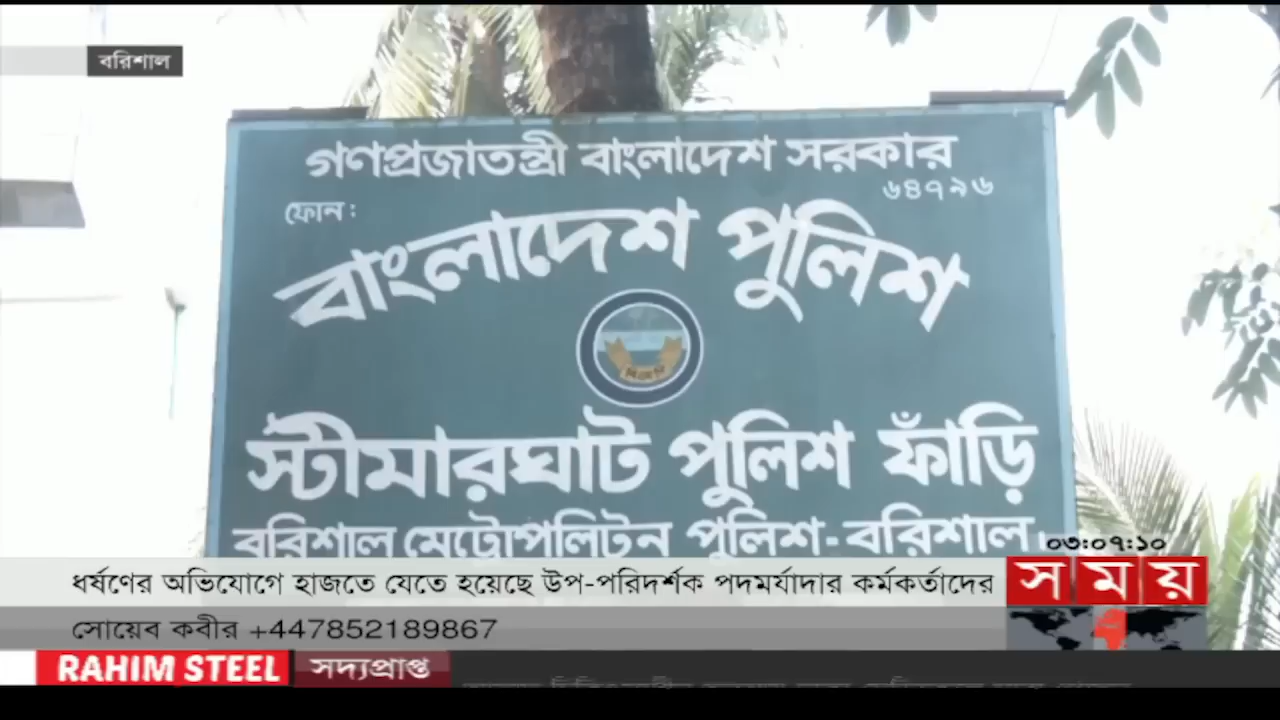 বরিশাল
গণপ্রজাতন্ত্রী বাংলাদেশ সরকার
ফোন: ৬৪৭৯৬
বাংলাদেশ পুলিশ
স্টীমারঘাট পুলিশ ফাঁড়ি
বরিশাল মেট্রোপলিটন পুলিশ-বরিশাল
০৩:০৭:১০
ধর্ষণের অভিযোগে হাজতে যেতে হয়েছে উপ-পরিদর্শক পদমর্যাদার কর্মকর্তাদের
সময়
সোয়েব কবীর +447852189867
RAHIM STEEL সদ্যপ্রাপ্ত